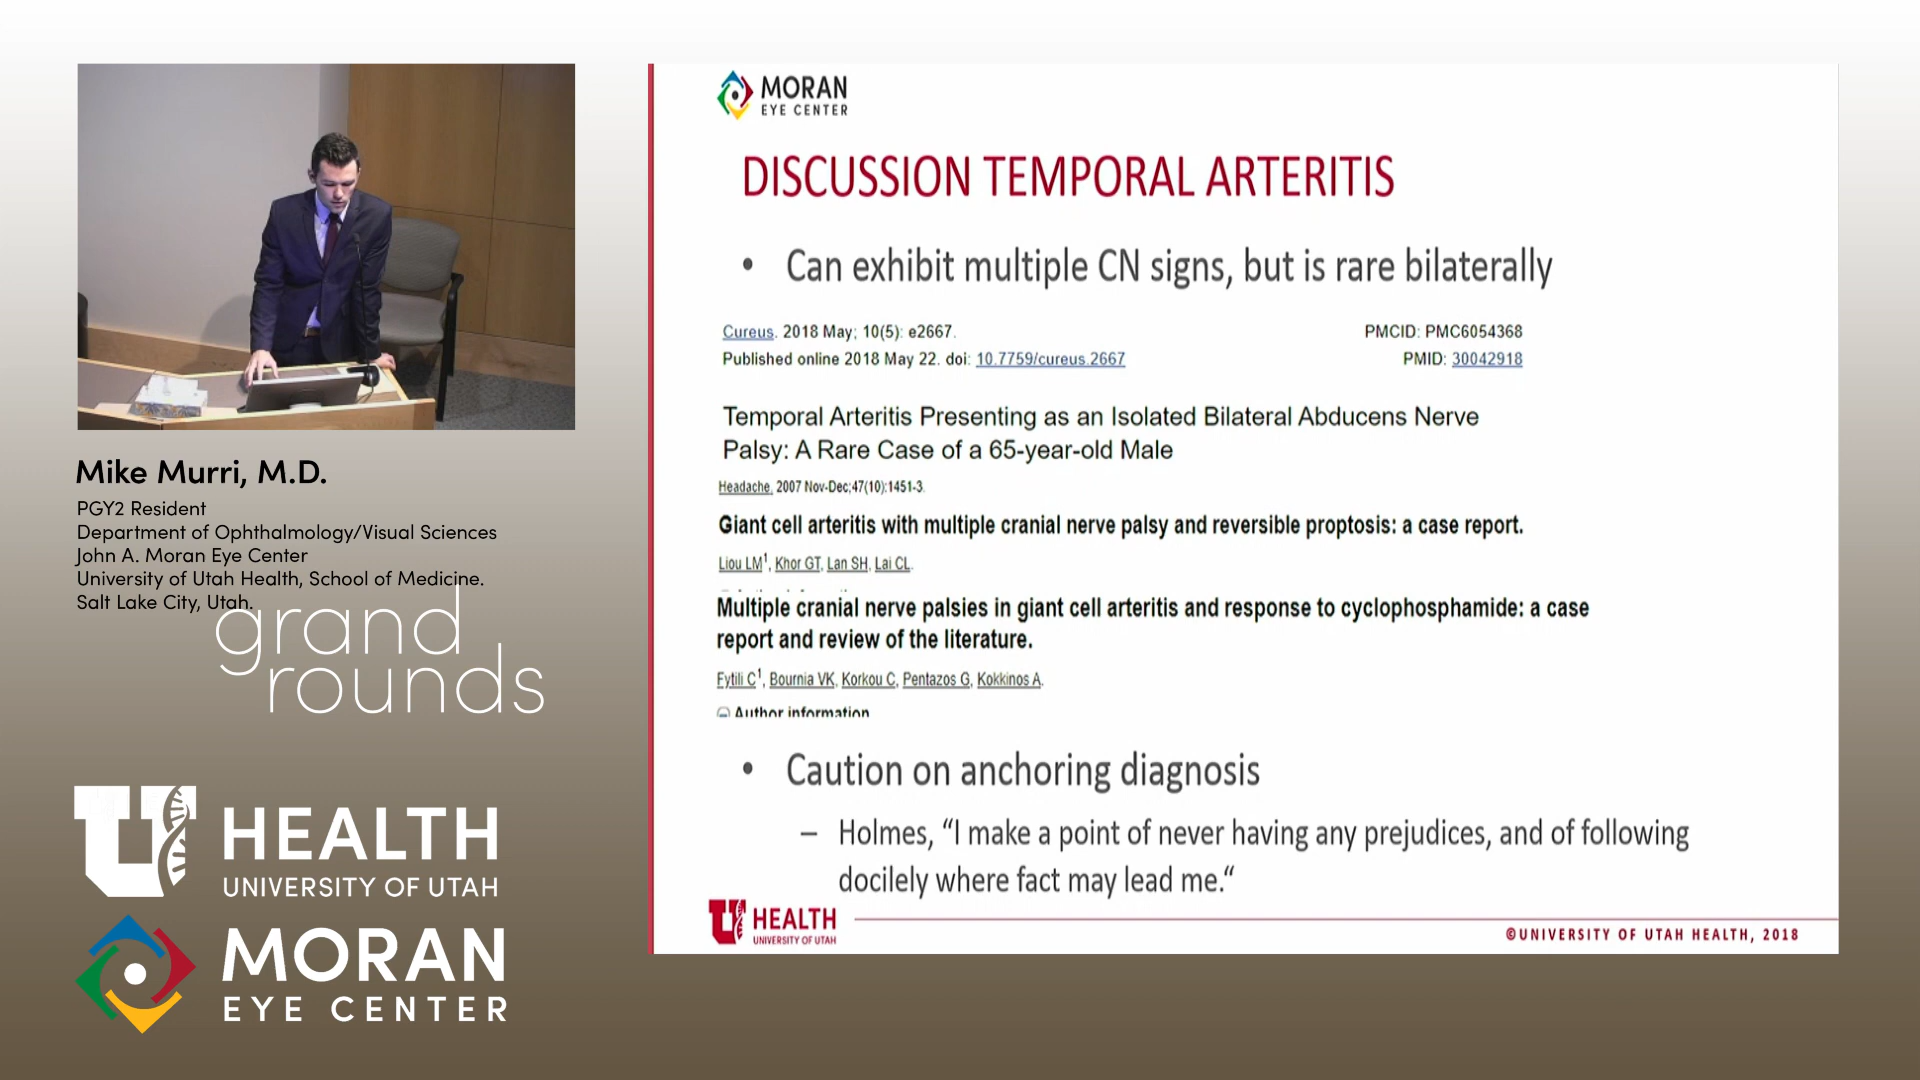 Mike Murri, M.D.
PGY2 Resident
Department of Ophthalmology/Visual Sciences
John A. Moran Eye Center
University of Utah Health, School of Medicine.
Salt Lake City, Utah.
grand
rounds
U HEALTH
UNIVERSITY OF UTAH
MORAN
EYE CENTER
MORAN
EYE CENTER
DISCUSSION TEMPORAL ARTERITIS
• Can exhibit multiple CN signs, but is rare bilaterally
Cureus. 2018 May; 10(5): e2667. PMCID: PMC6054368
Published online 2018 May 22. doi: 10.7759/cureus.2667 PMID: 30042918
Temporal Arteritis Presenting as an Isolated Bilateral Abducens Nerve
Palsy: A Rare Case of a 65-year-old Male
Headache. 2007 Nov-Dec;47(10):1451-3.
Giant cell arteritis with multiple cranial nerve palsy and reversible proptosis: a case report.
Liou LM1, Khor GT, Lan SH, Lai CL.
Multiple cranial nerve palsies in giant cell arteritis and response to cyclophosphamide: a case
report and review of the literature.
Fytili C1, Bournia VK, Korkou C, Pentazos G, Kokkinos A.
Author information
• Caution on anchoring diagnosis
– Holmes, “I make a point of never having any prejudices, and of following
docilely where fact may lead me.“
U HEALTH
UNIVERSITY OF UTAH
©UNIVERSITY OF UTAH HEALTH, 2018